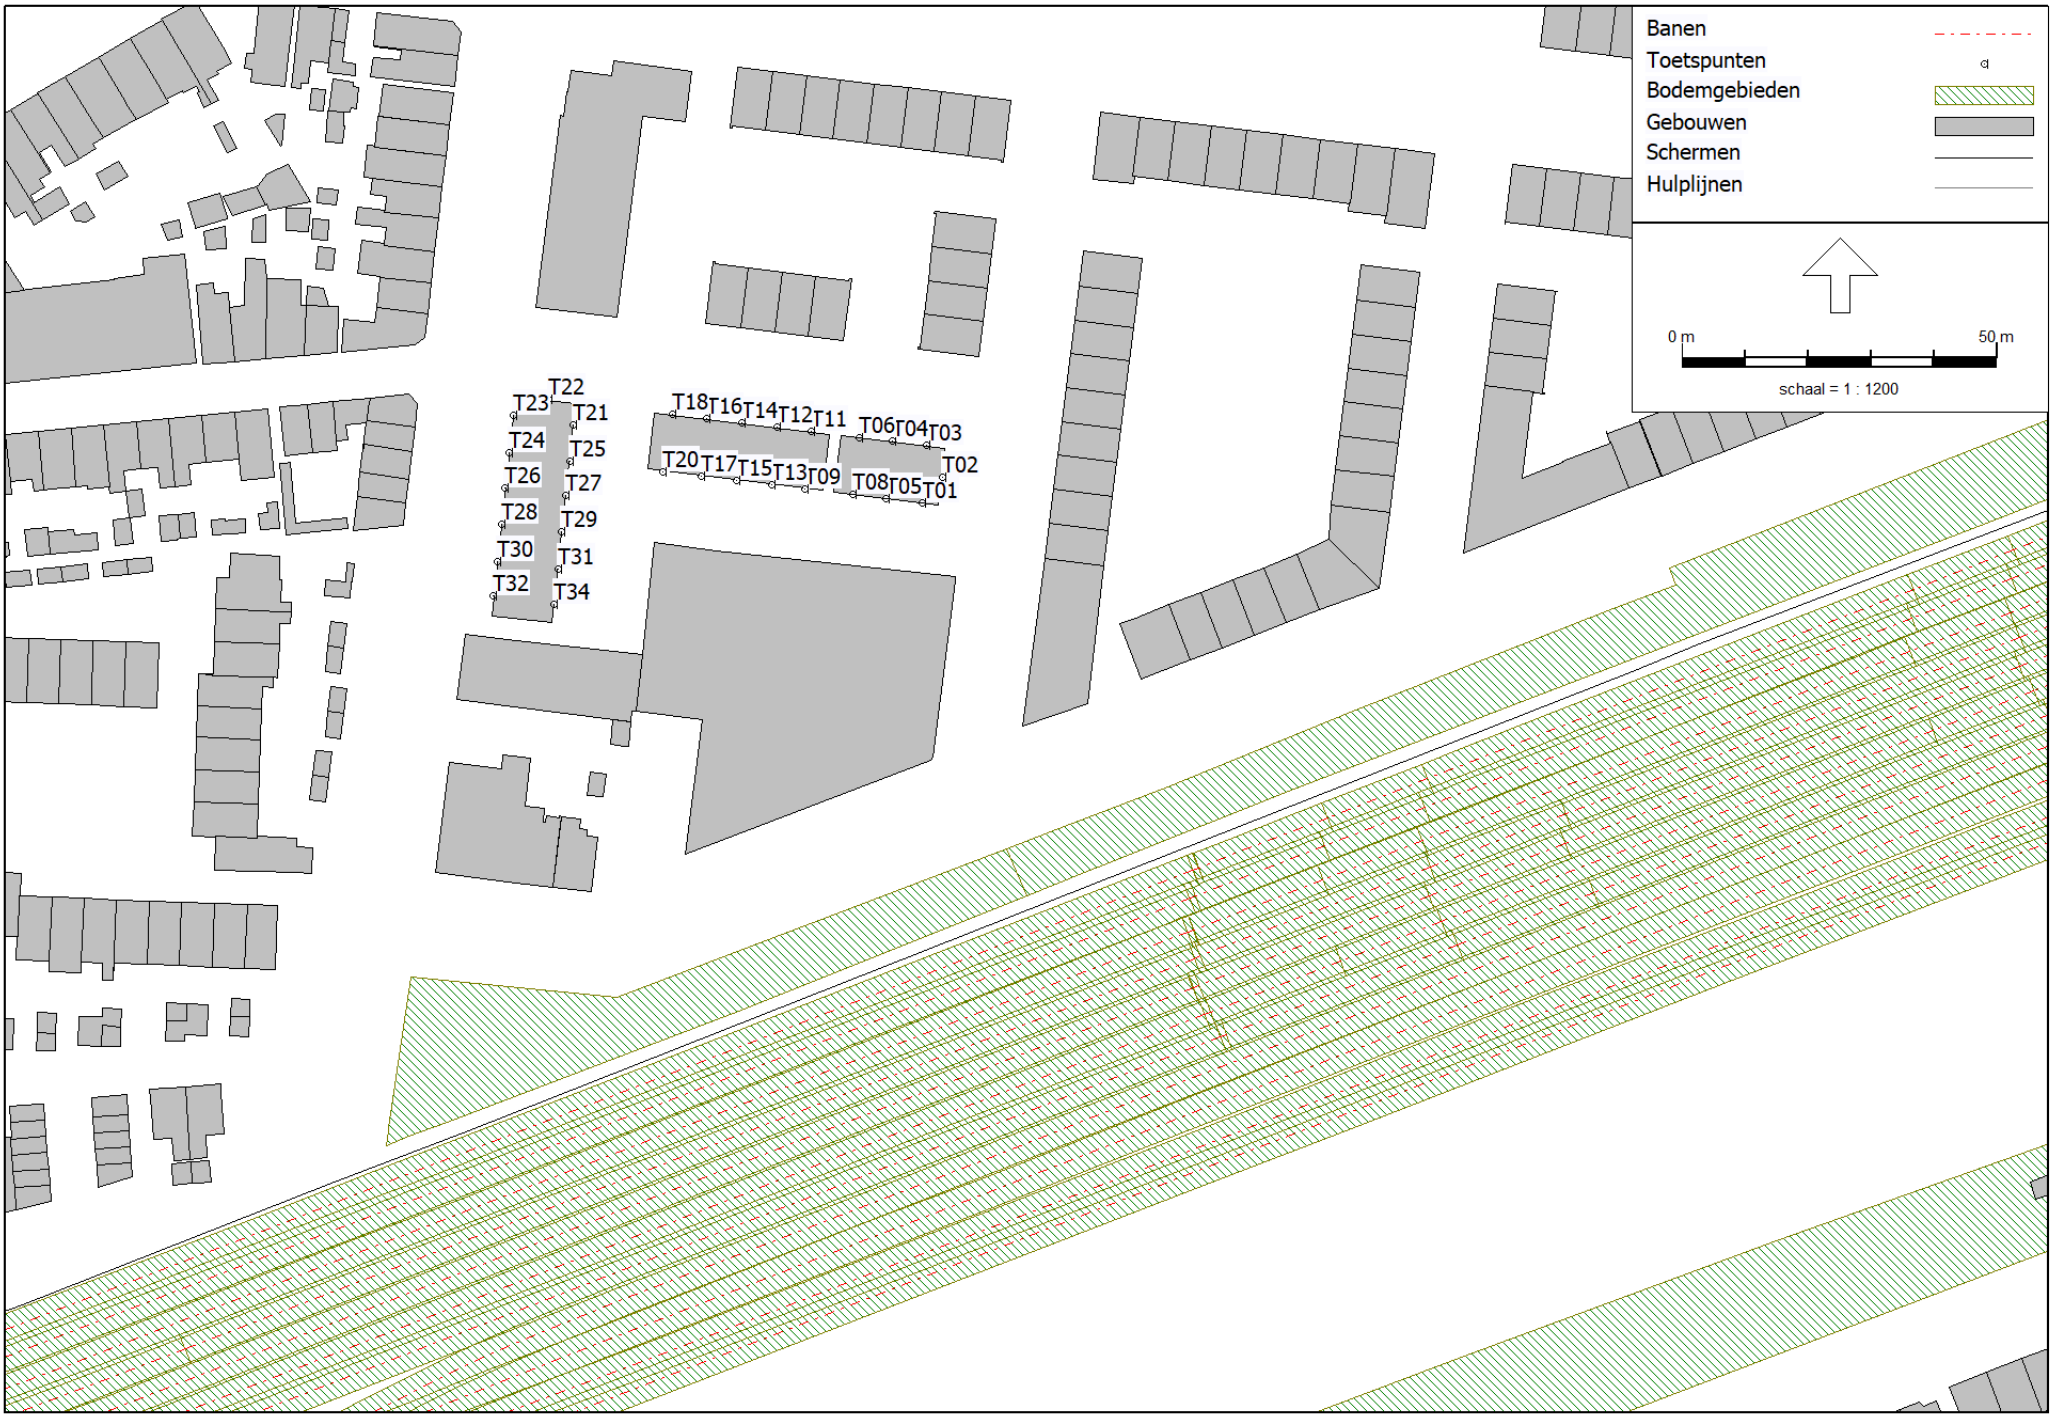 Banen
Toetspunten
Bodemgebieden
Gebouwen
Schermen
Hulplijnen
0 m 50 m
schaal = 1 : 1200
T22
T23 T21
T18 T16 T14 T12 T11
T06 T04 T03
T24 T25
T20 T17 T15 T13 T09
T02
T26 T27
T08 T05 T01
T28 T29
T30 T31
T32 T34